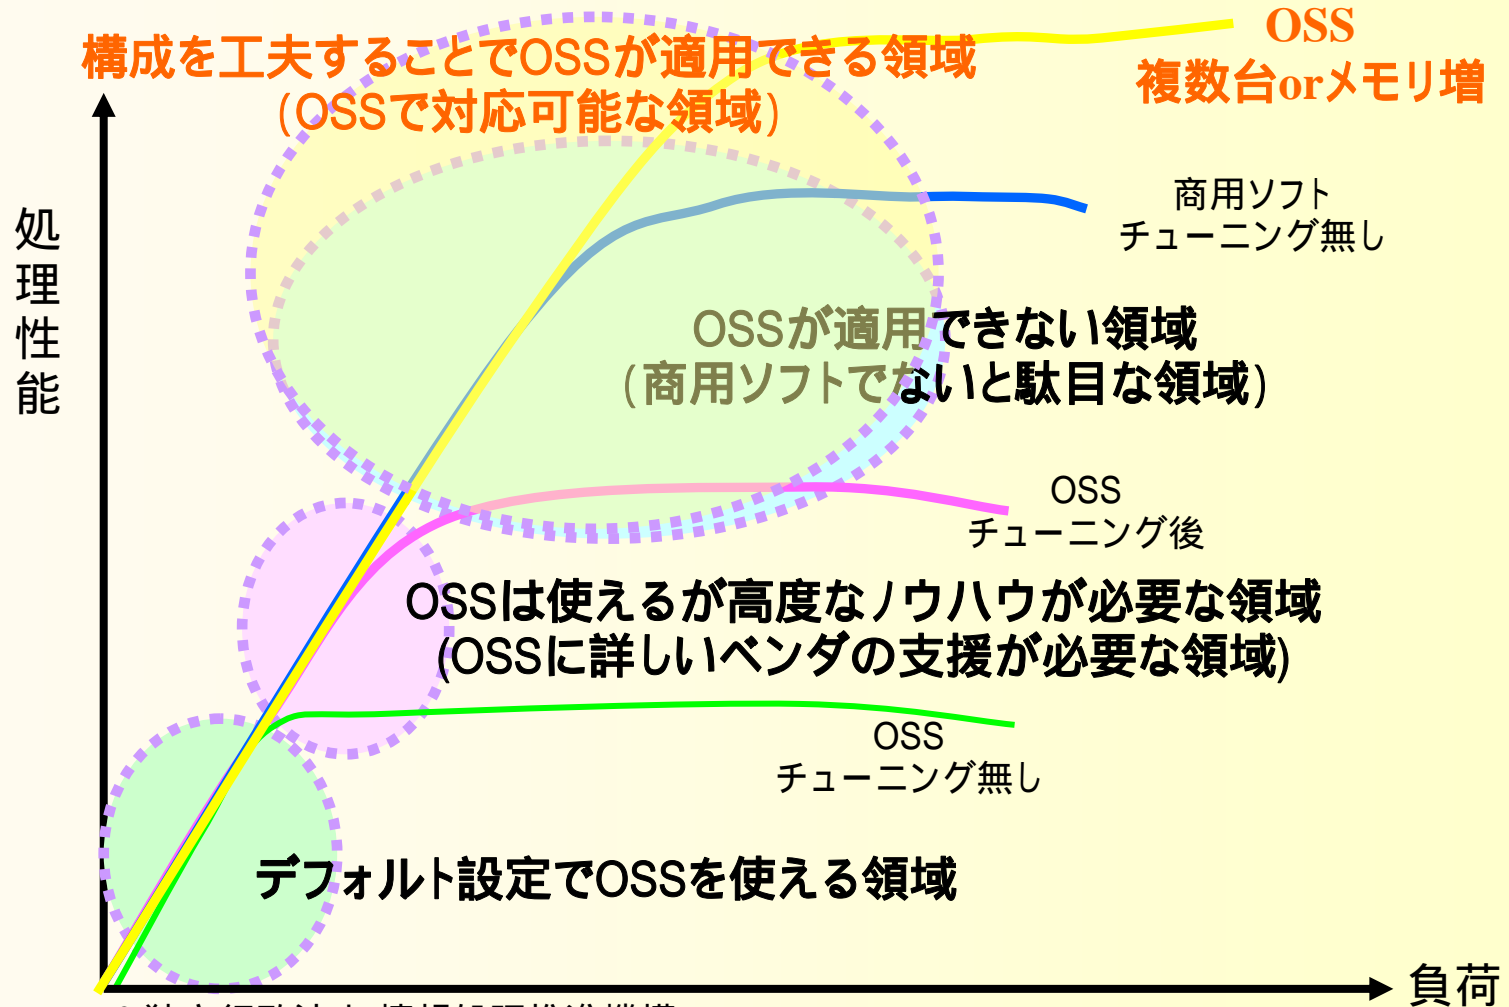 構成を工夫することでOSSが適用できる領域
(OSSで対応可能な領域)
OSS
複数台orメモリ増
処理性能
商用ソフト
チューニング無し
OSSが適用できない領域
(商用ソフトでないと駄目な領域)
OSS
チューニング後
OSSは使えるが高度なノウハウが必要な領域
(OSSに詳しいベンダの支援が必要な領域)
OSS
チューニング無し
デフォルト設定でOSSを使える領域
負荷